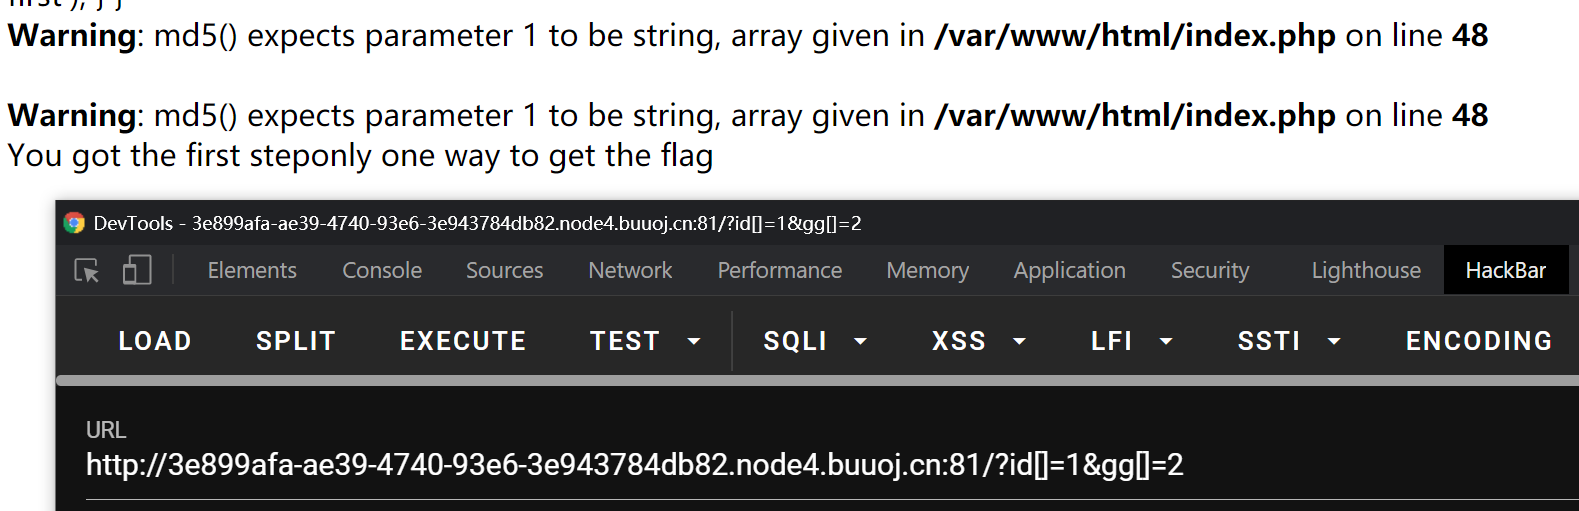 Warning: md5() expects parameter 1 to be string, array given in /var/www/html/index.php on line 48
Warning: md5() expects parameter 1 to be string, array given in /var/www/html/index.php on line 48
You got the first steponly one way to get the flag
DevTools - 3e899afa-ae39-4740-93e6-3e943784db82.node4.buuoj.cn:81/?id[]=1&gg[]=2
Elements Console Sources Network Performance Memory Application Security Lighthouse HackBar
LOAD SPLIT EXECUTE TEST SQLI XSS LFI SSTI ENCODING
URL
http://3e899afa-ae39-4740-93e6-3e943784db82.node4.buuoj.cn:81/?id[]=1&gg[]=2